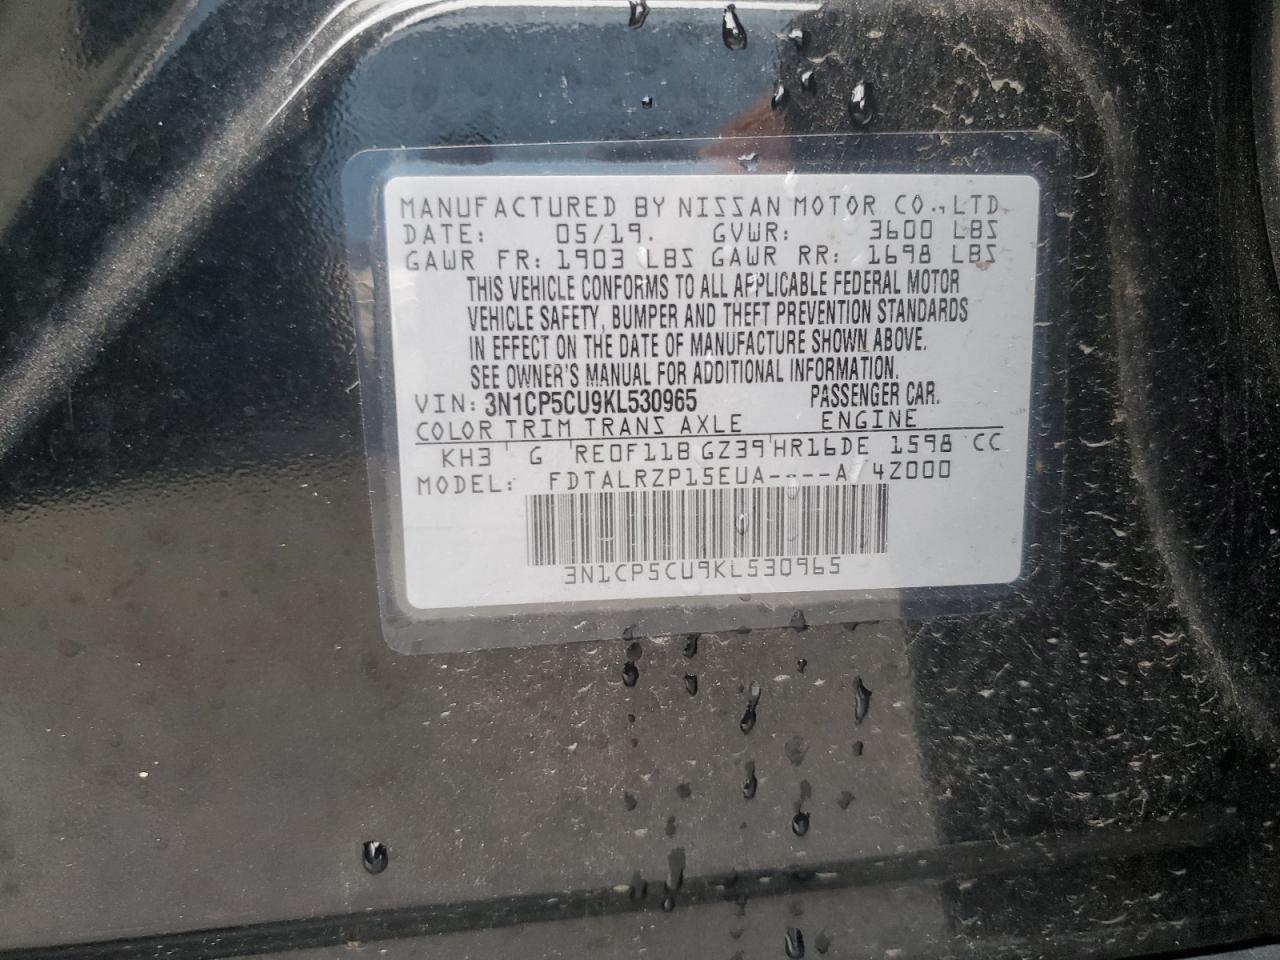 MANUFACTURED BY NISSAN MOTOR CO., LTD.
DATE: 05/19. GVWR: 3600 LBS
GAWR FR: 1903 LBS GAWR RR: 1698 LBS
THIS VEHICLE CONFORMS TO ALL APPLICABLE FEDERAL MOTOR
VEHICLE SAFETY, BUMPER AND THEFT PREVENTION STANDARDS
IN EFFECT ON THE DATE OF MANUFACTURE SHOWN ABOVE.
SEE OWNER'S MANUAL FOR ADDITIONAL INFORMATION.
VIN: 3N1CP5CU9KL530965 PASSENGER CAR.
COLOR TRIM TRANS AXLE ENGINE
KH3 G RE0F11B GZ39 HR16DE 1598 CC
MODEL: FDTALRZP15EUA----A 4Z000
3N1CP5CU9KL530965